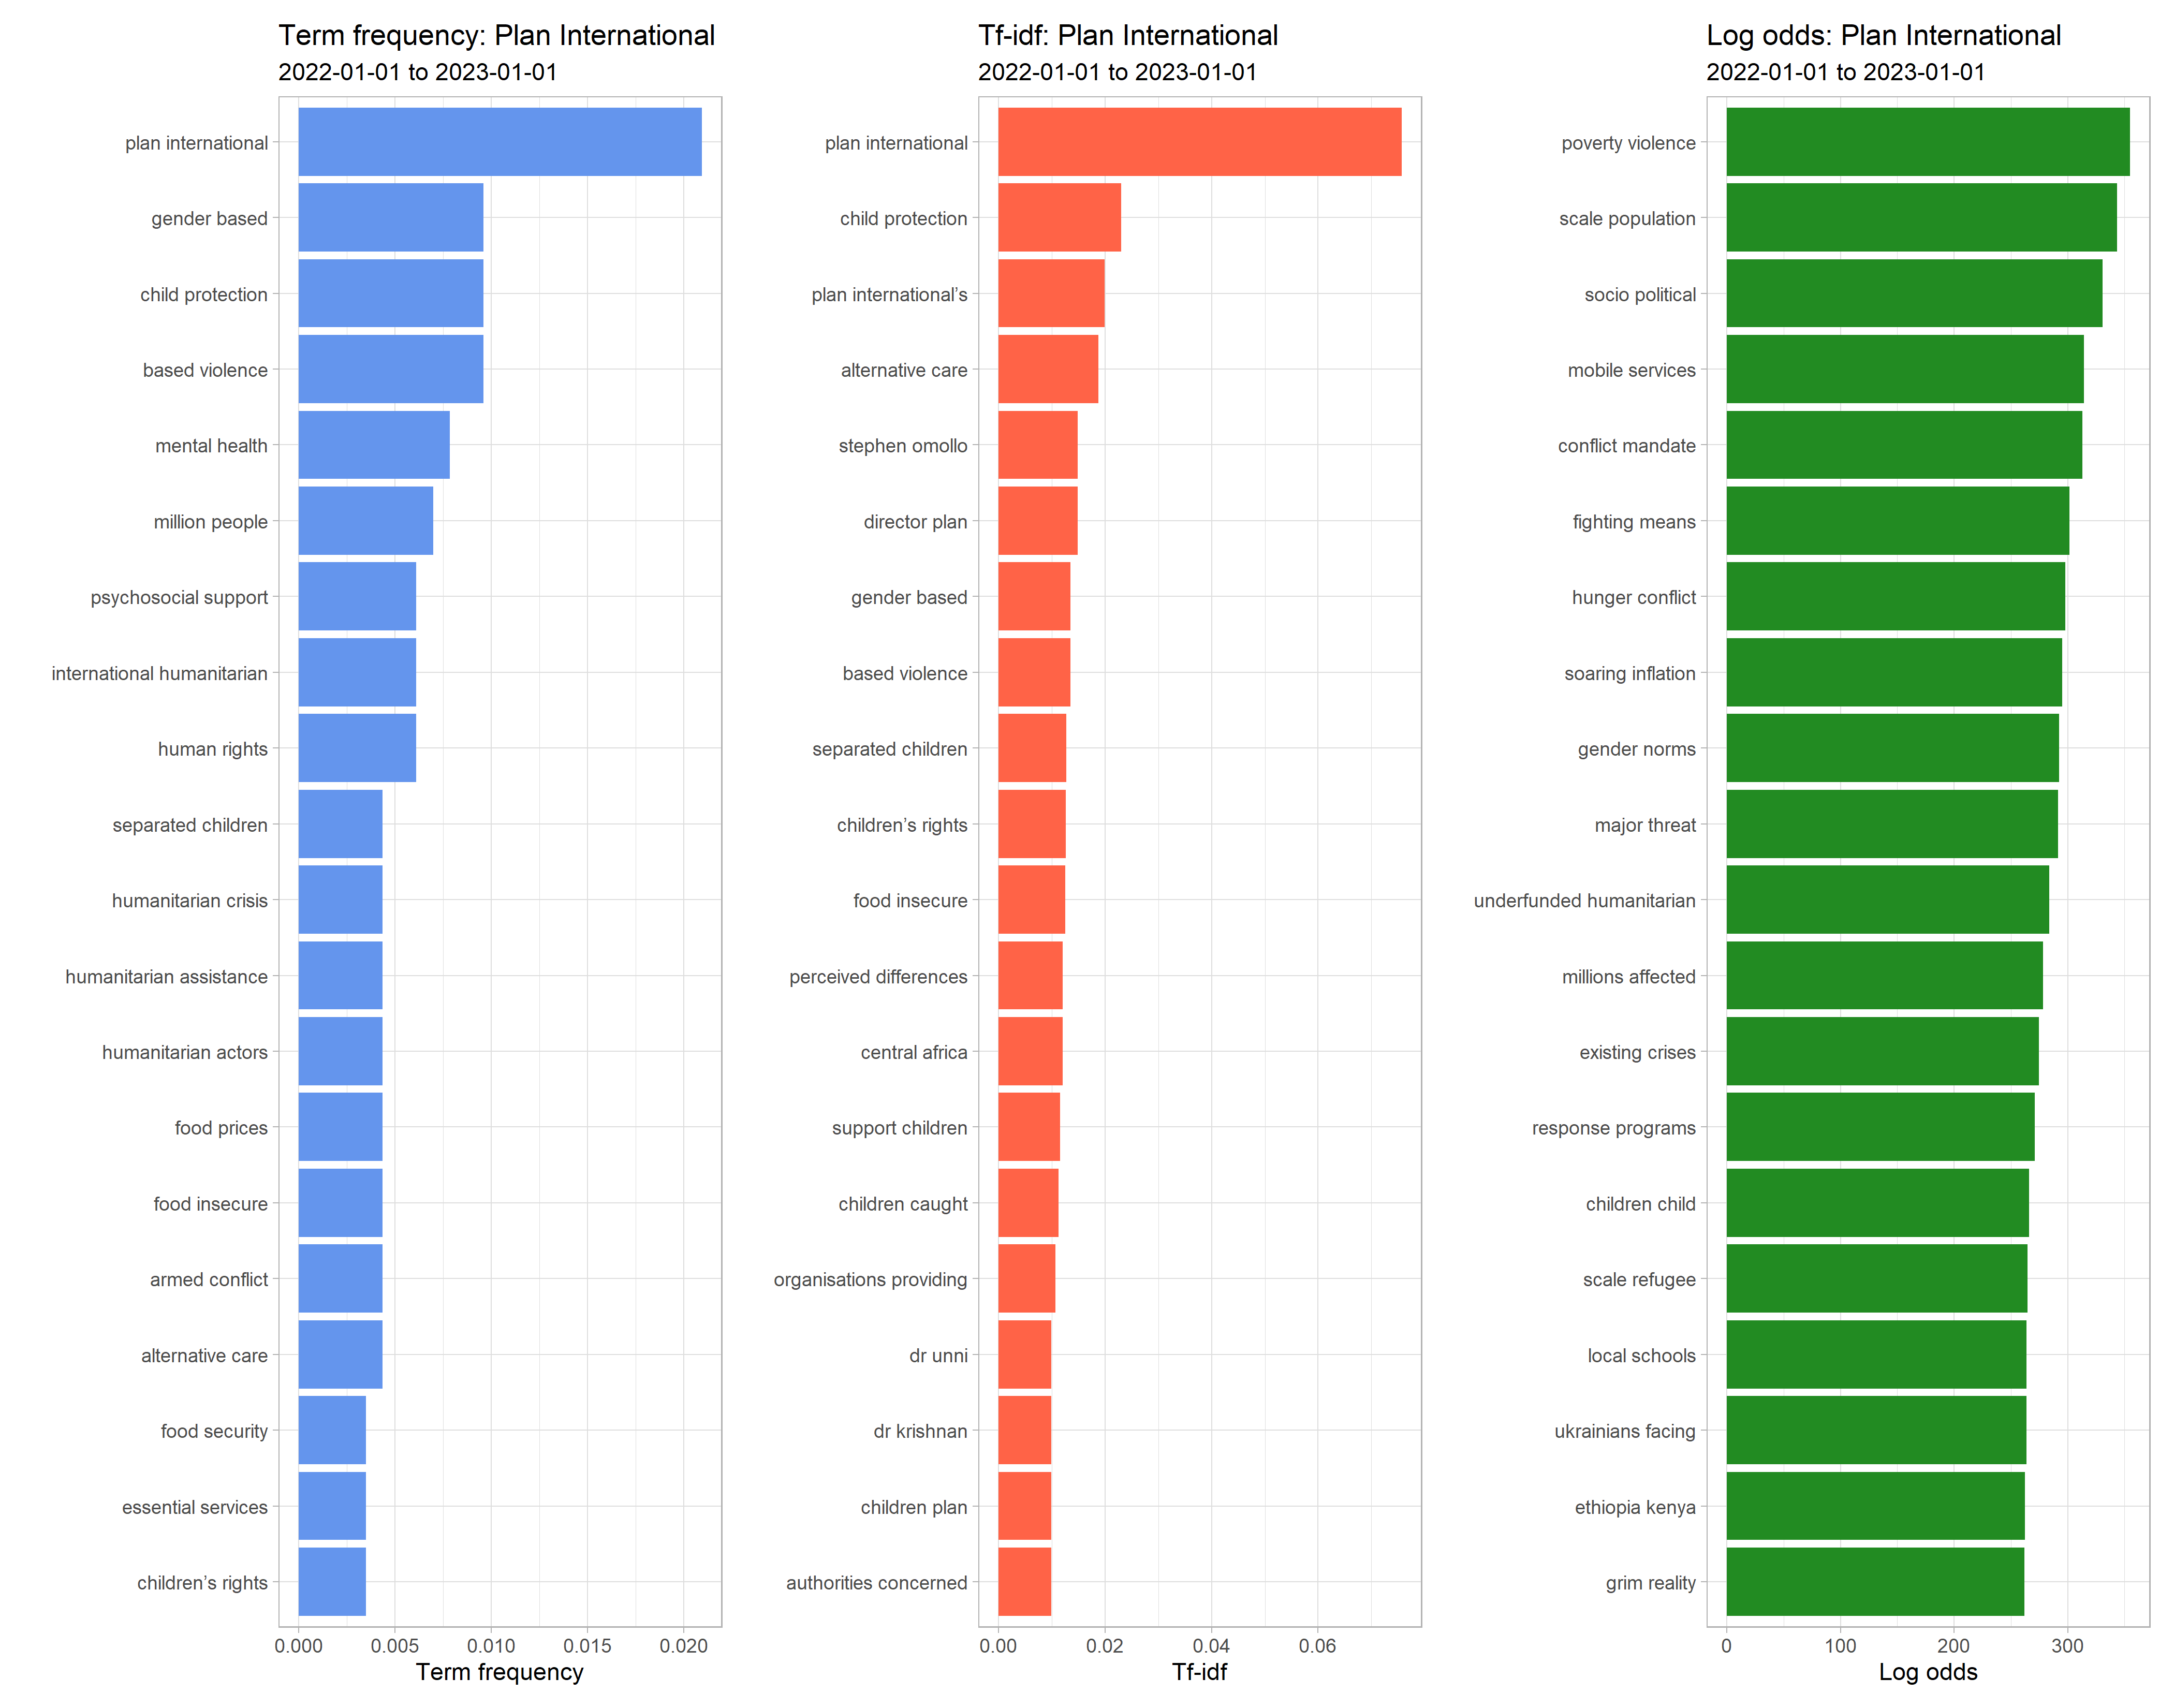 Term frequency: Plan International
2022-01-01 to 2023-01-01
plan international
gender based
child protection
based violence
mental health
million people
psychosocial support
international humanitarian
human rights
separated children
humanitarian crisis
humanitarian assistance
humanitarian actors
food prices
food insecure
armed conflict
alternative care
food security
essential services
children’s rights
0.000 0.005 0.010 0.015 0.020
Term frequency
Tf-idf: Plan International
2022-01-01 to 2023-01-01
plan international
child protection
plan international’s
alternative care
stephen omollo
director plan
gender based
based violence
separated children
children’s rights
food insecure
perceived differences
central africa
support children
children caught
organisations providing
dr unni
dr krishnan
children plan
authorities concerned
0.00 0.02 0.04 0.06
Tf-idf
Log odds: Plan International
2022-01-01 to 2023-01-01
poverty violence
scale population
socio political
mobile services
conflict mandate
fighting means
hunger conflict
soaring inflation
gender norms
major threat
underfunded humanitarian
millions affected
existing crises
response programs
children child
scale refugee
local schools
ukrainians facing
ethiopia kenya
grim reality
0 100 200 300
Log odds